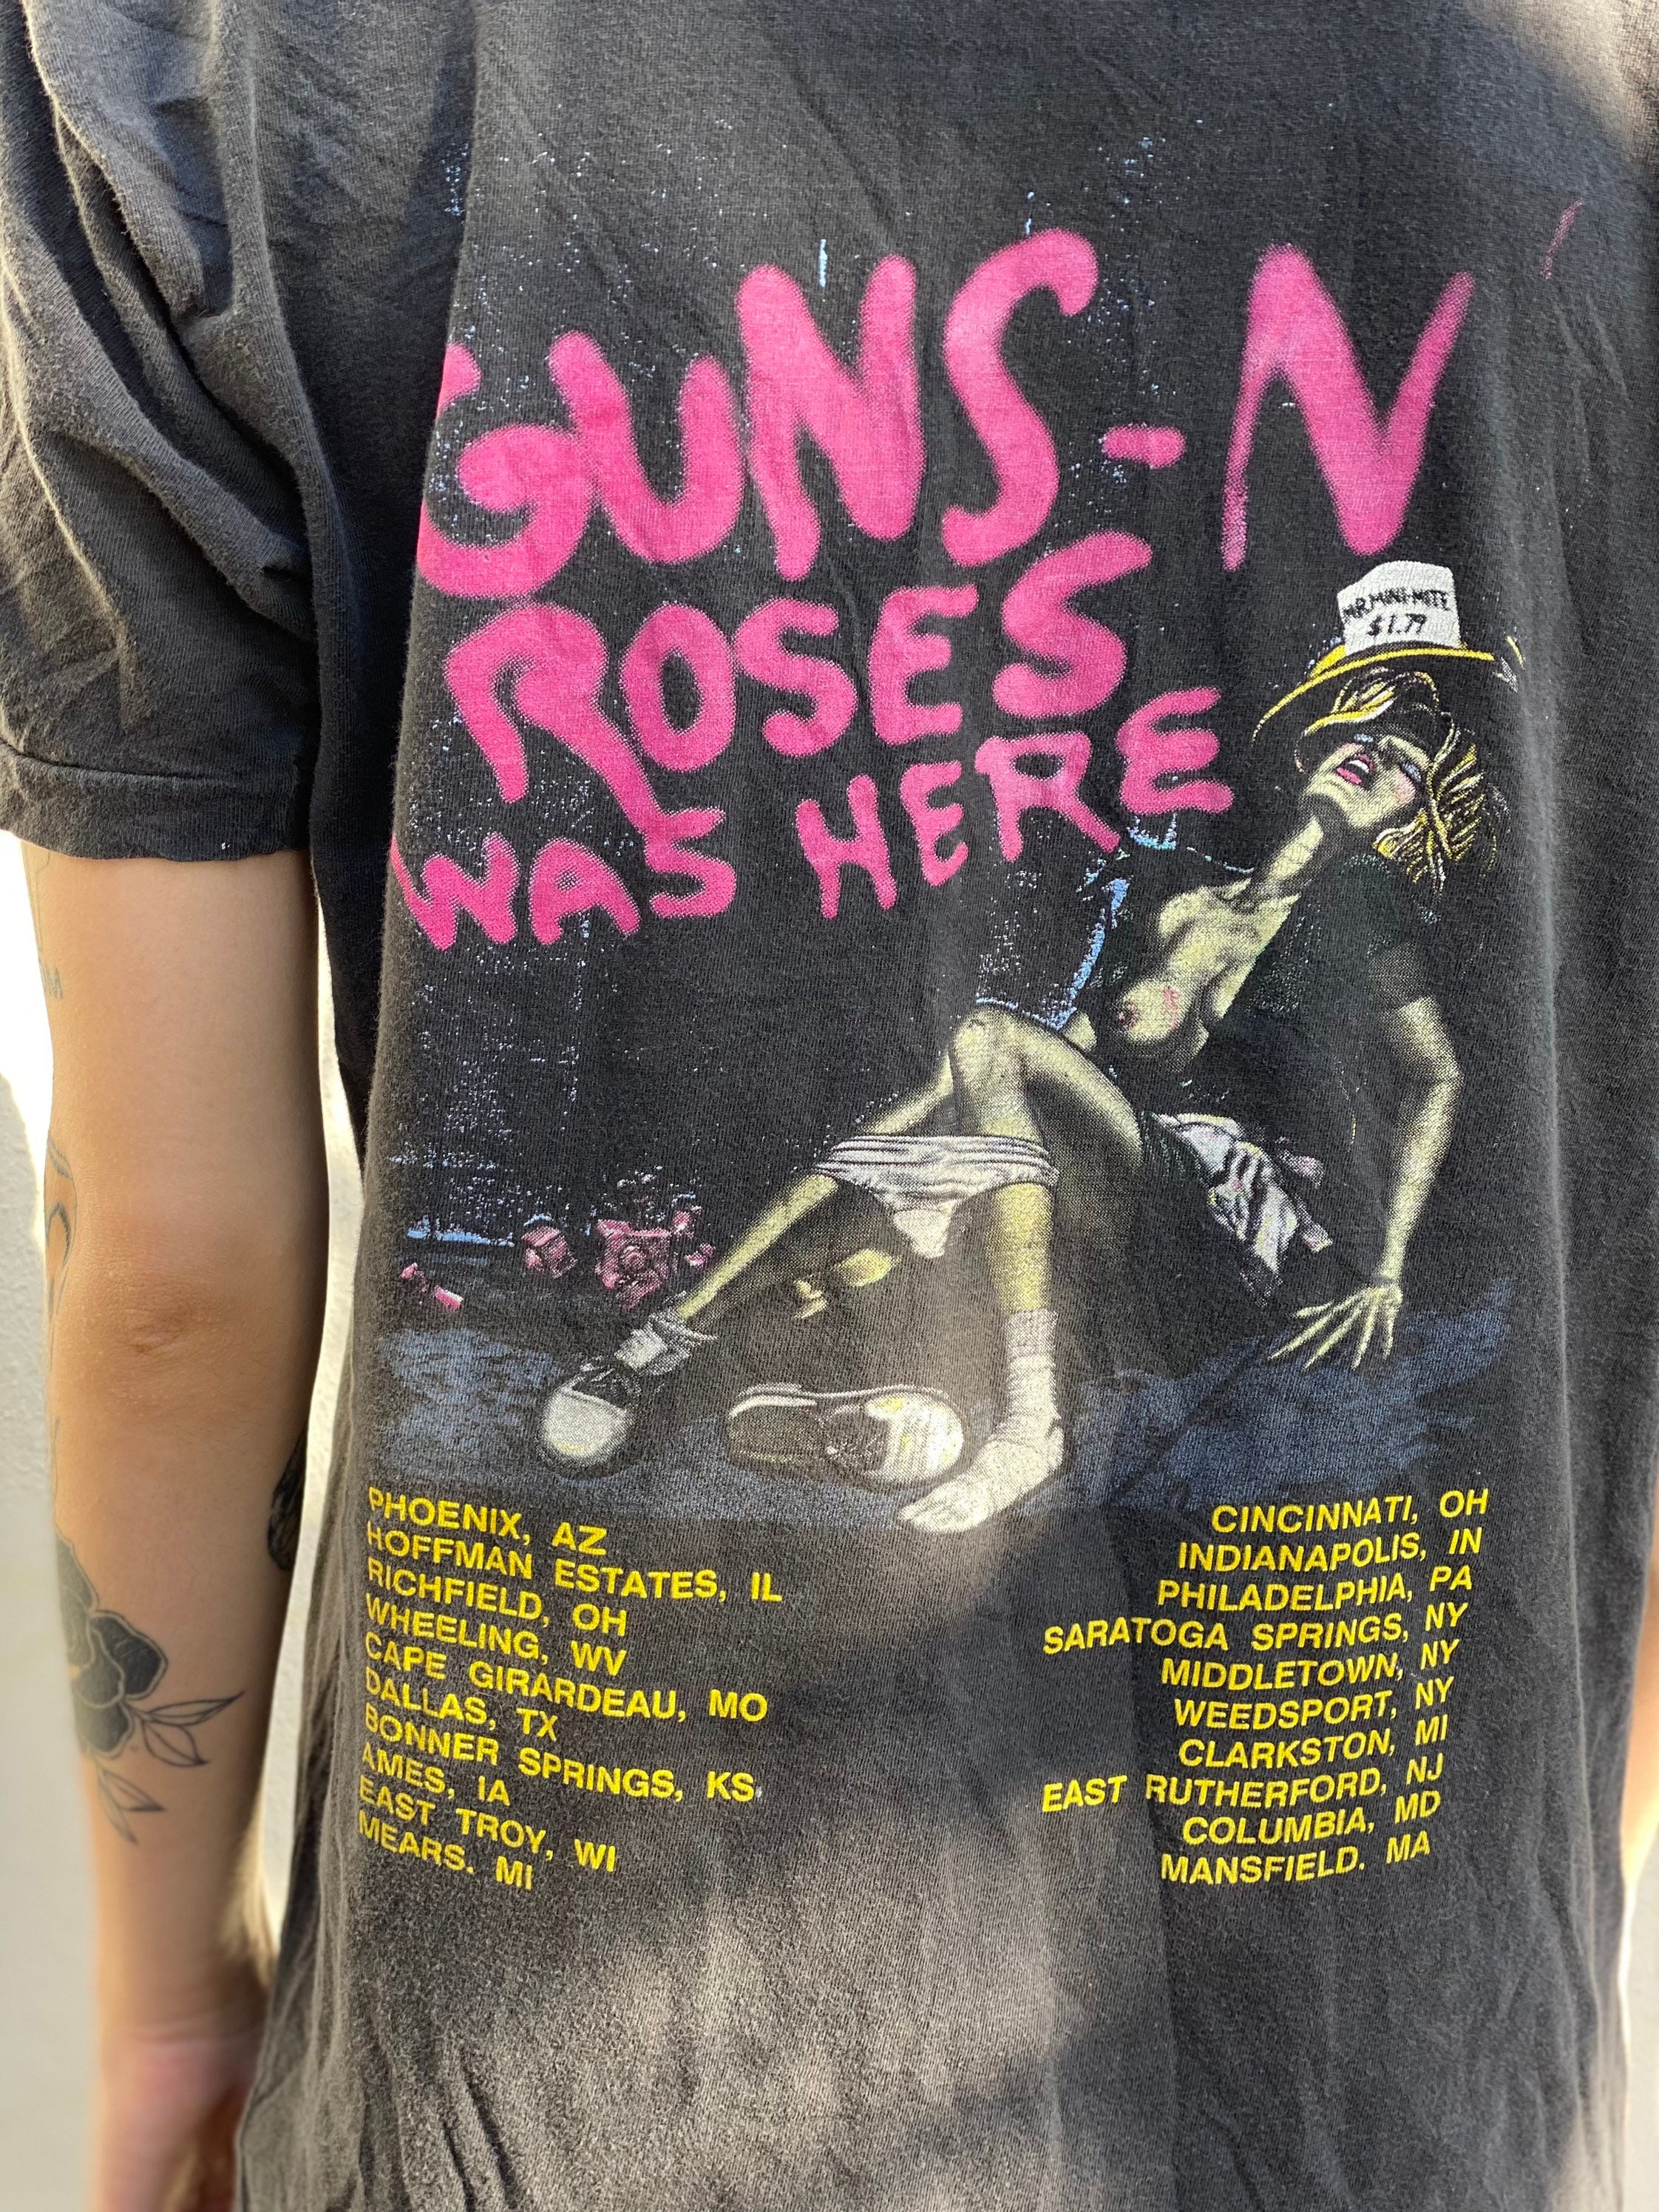 GUNS-N'
ROSES
WAS HERE
MR. MINI-MITE
$1.79
PHOENIX, AZ
HOFFMAN ESTATES, IL
RICHFIELD, OH
WHEELING, WV
CAPE GIRARDEAU, MO
DALLAS, TX
BONNER SPRINGS, KS.
AMES, IA
EAST TROY, WI
MEARS. MI
CINCINNATI, OH
INDIANAPOLIS, IN
PHILADELPHIA, PA
SARATOGA SPRINGS, NY
MIDDLETOWN, NY
WEEDSPORT, NY
CLARKSTON, MI
EAST RUTHERFORD, NJ
COLUMBIA, MD
MANSFIELD. MA